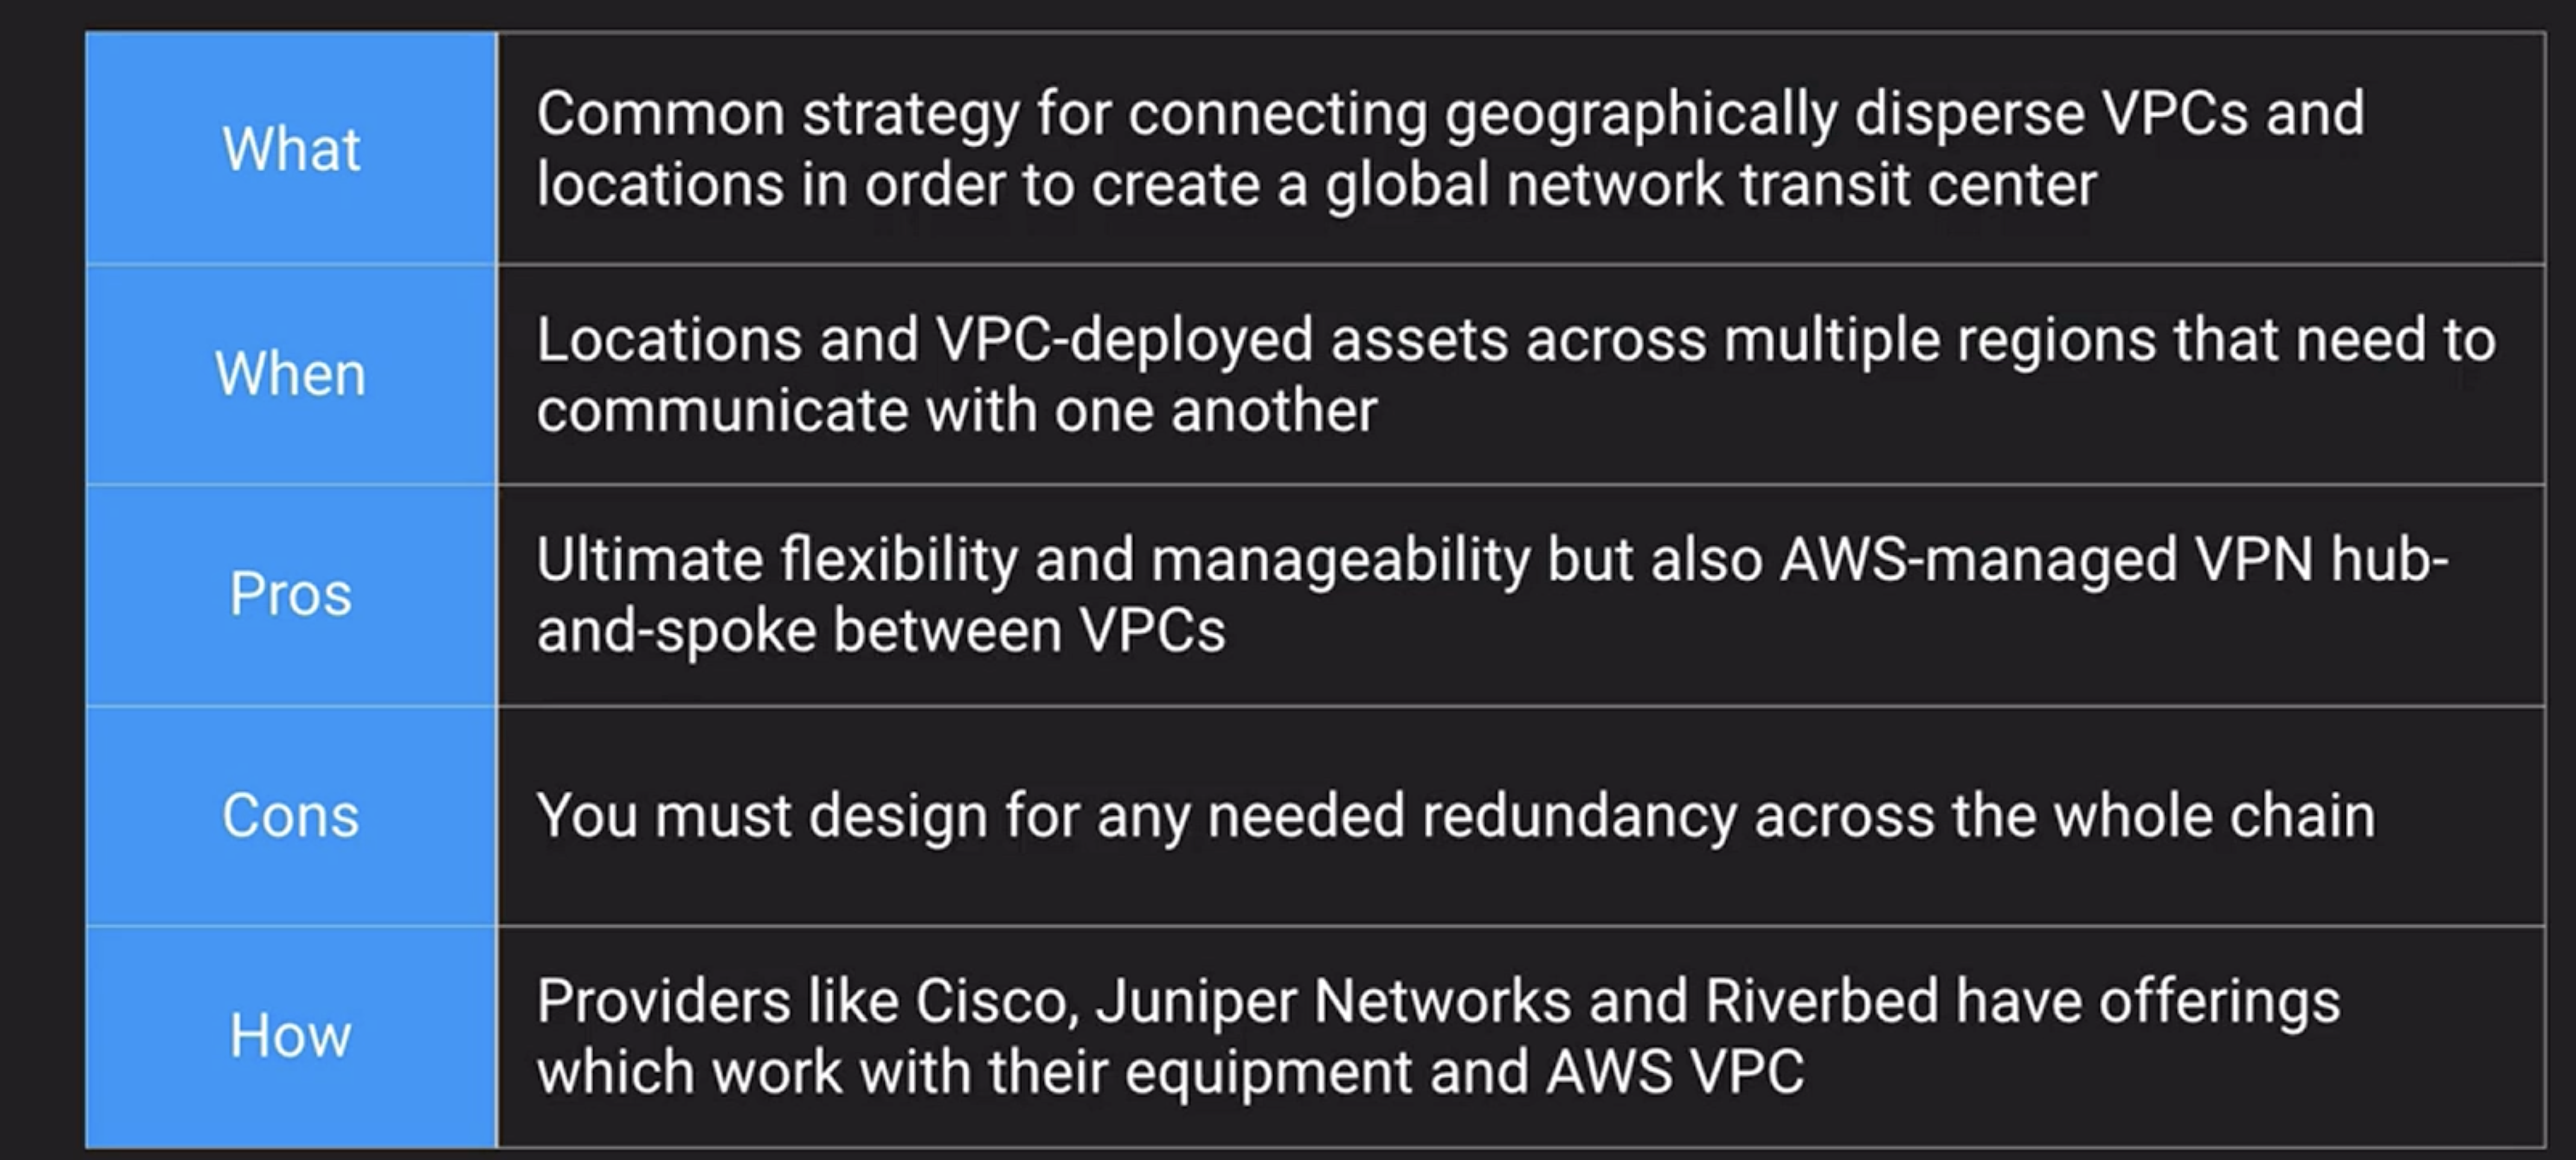 What
Common strategy for connecting geographically disperse VPCs and
locations in order to create a global network transit center
When
Locations and VPC-deployed assets across multiple regions that need to
communicate with one another
Pros
Ultimate flexibility and manageability but also AWS-managed VPN hub-
and-spoke between VPCs
Cons
You must design for any needed redundancy across the whole chain
How
Providers like Cisco, Juniper Networks and Riverbed have offerings
which work with their equipment and AWS VPC